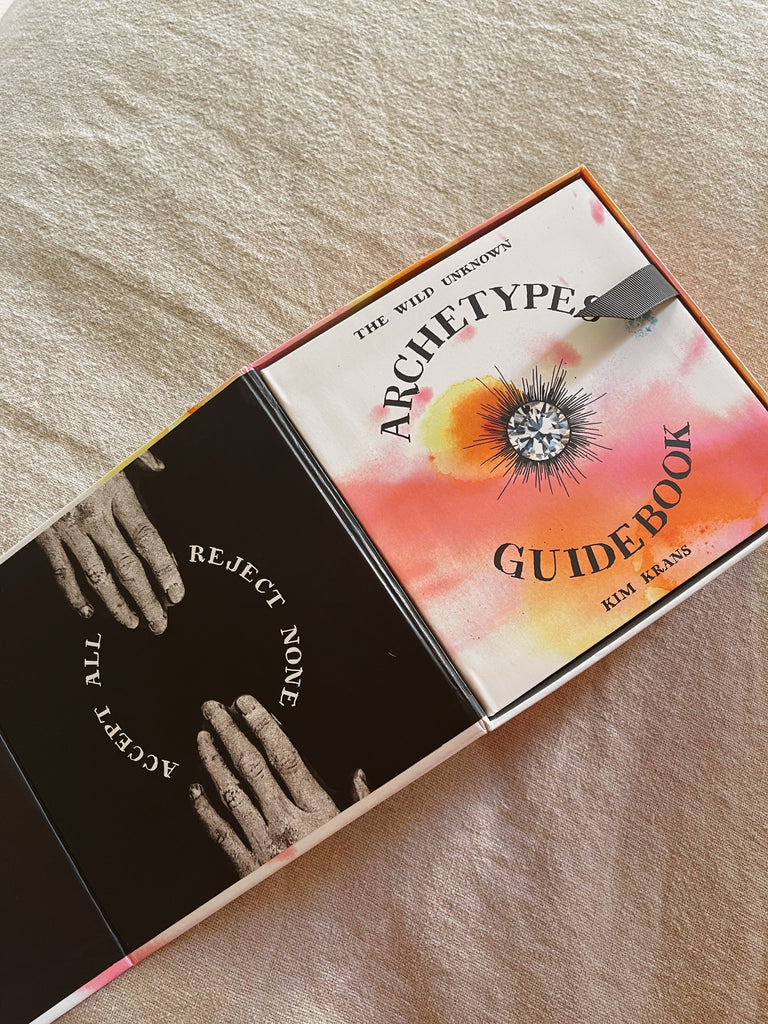 THE WILD UNKNOWN
ARCHETYPES
GUIDEBOOK
KIM KRANS
REJECT NONE
ACCEPT ALL